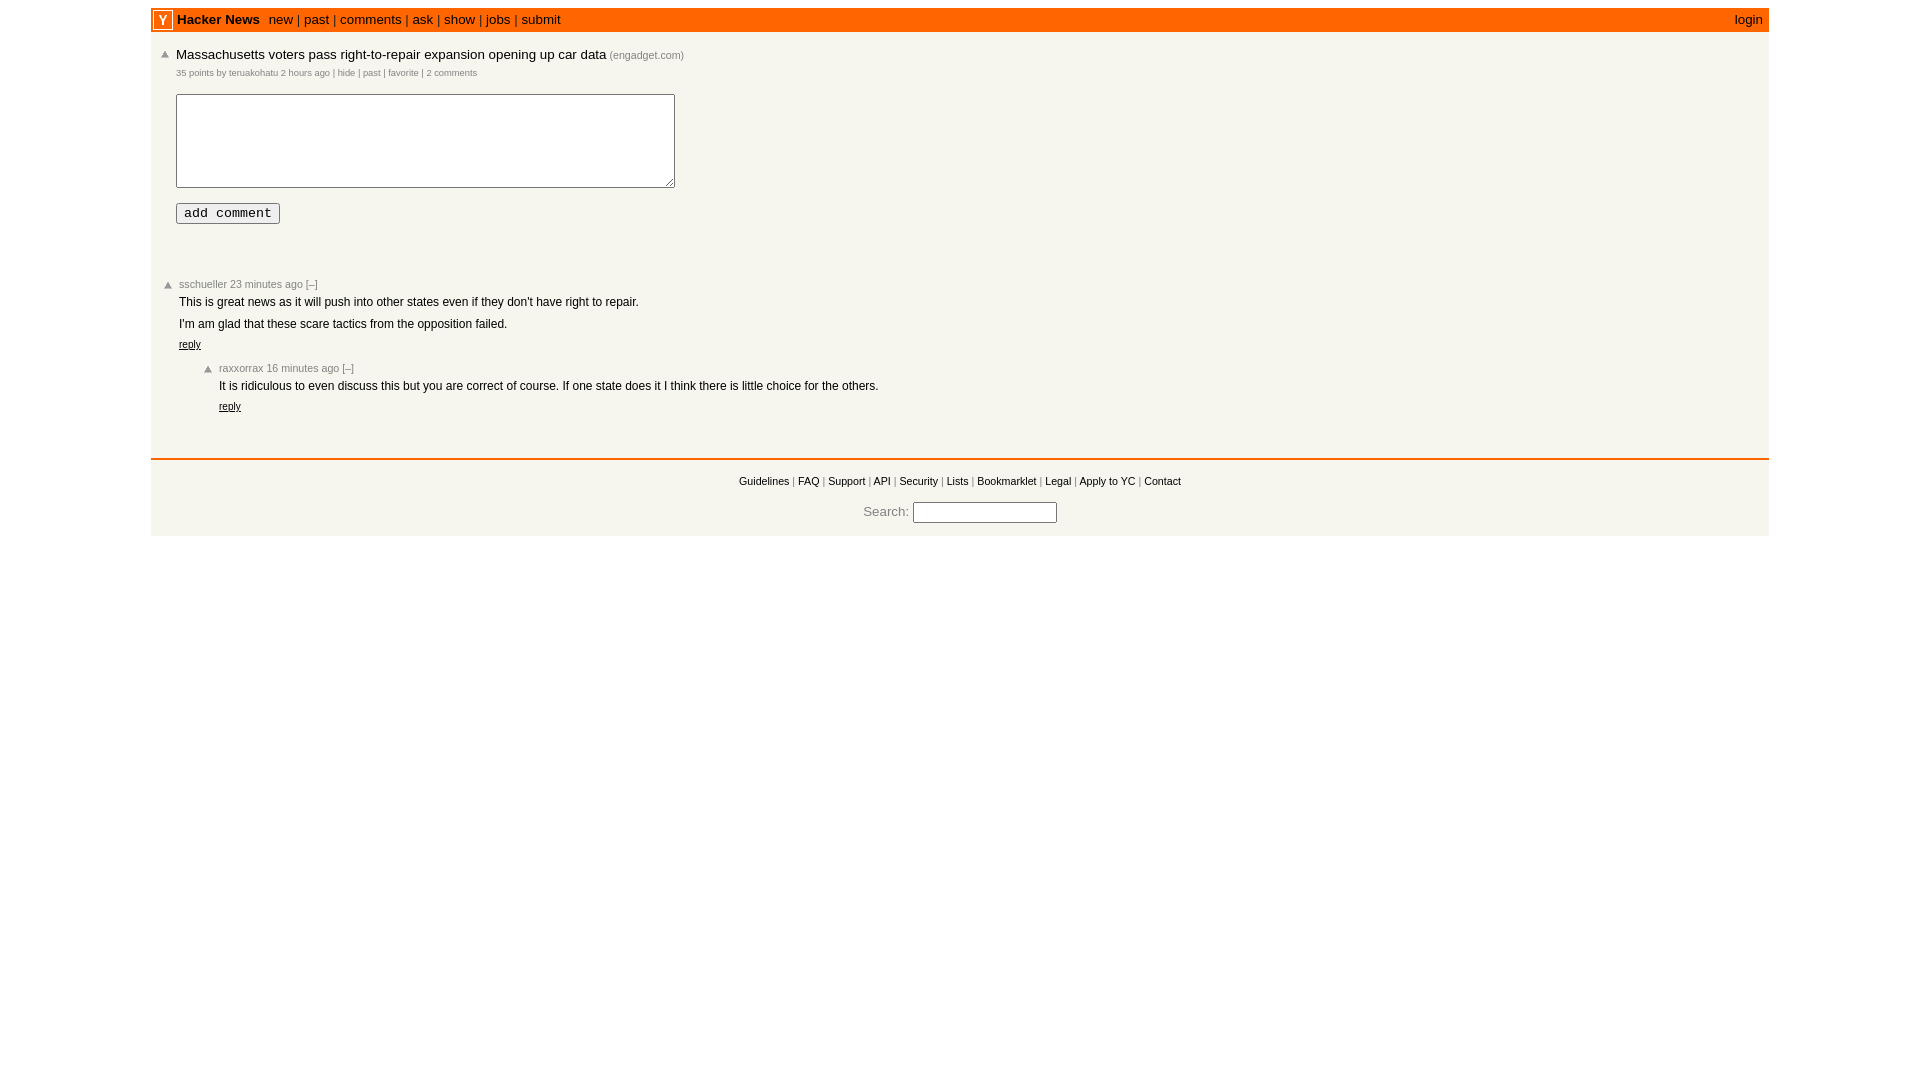 Y Hacker News new | past | comments | ask | show | jobs | submit login
Massachusetts voters pass right-to-repair expansion opening up car data (engadget.com)
35 points by teruakohatu 2 hours ago | hide | past | favorite | 2 comments
add comment
sschueller 23 minutes ago [–]
This is great news as it will push into other states even if they don't have right to repair.
I'm am glad that these scare tactics from the opposition failed.
reply
raxxorrax 16 minutes ago [–]
It is ridiculous to even discuss this but you are correct of course. If one state does it I think there is little choice for the others.
reply
Guidelines | FAQ | Support | API | Security | Lists | Bookmarklet | Legal | Apply to YC | Contact
Search: